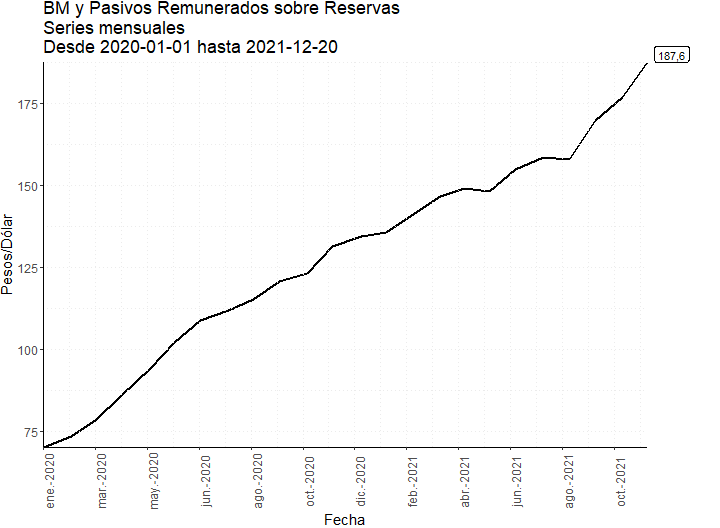 BM y Pasivos Remunerados sobre Reservas
Series mensuales
Desde 2020-01-01 hasta 2021-12-20
187,6
175
150
125
100
75
Pesos/Dólar
ene.-2020
mar.-2020
may.-2020
jun.-2020
ago.-2020
oct.-2020
dic.-2020
feb.-2021
abr.-2021
jun.-2021
ago.-2021
oct.-2021
Fecha